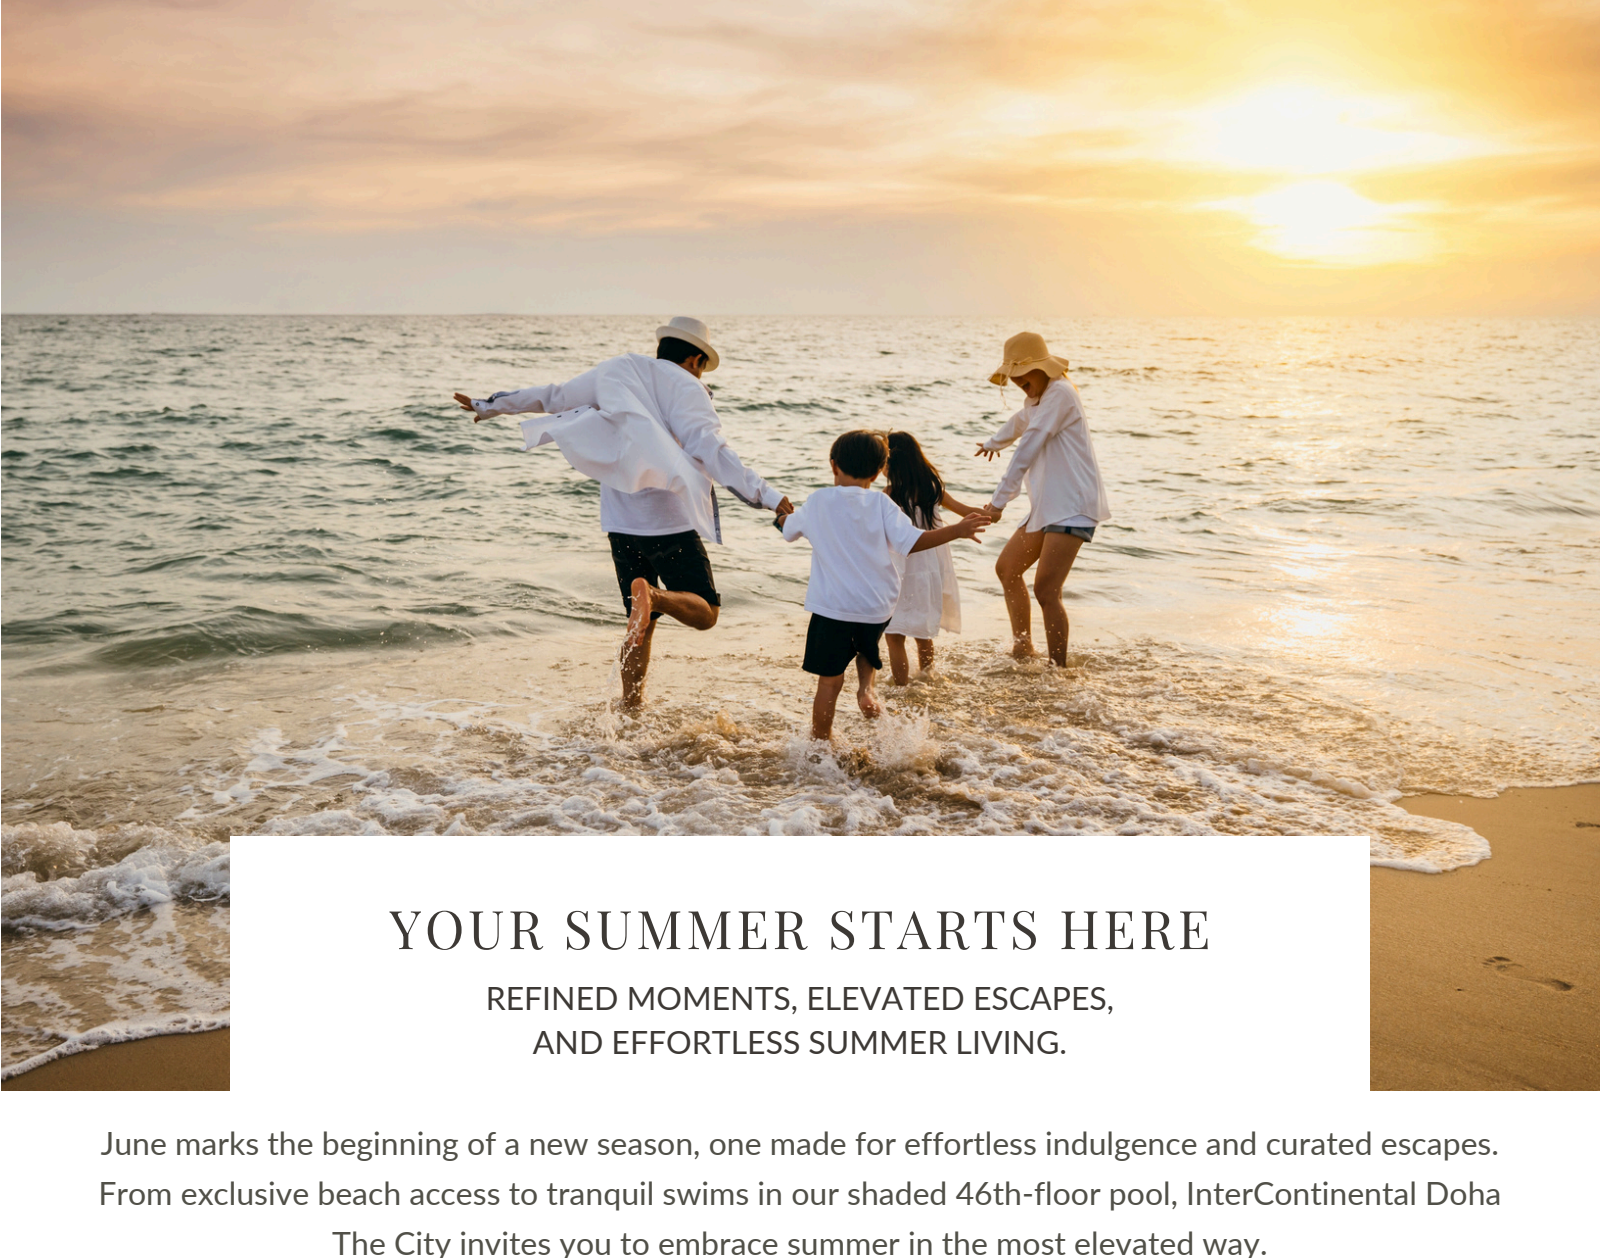 YOUR SUMMER STARTS HERE
REFINED MOMENTS, ELEVATED ESCAPES,
AND EFFORTLESS SUMMER LIVING.
June marks the beginning of a new season, one made for effortless indulgence and curated escapes.
From exclusive beach access to tranquil swims in our shaded 46th-floor pool, InterContinental Doha
The City invites you to embrace summer in the most elevated way.